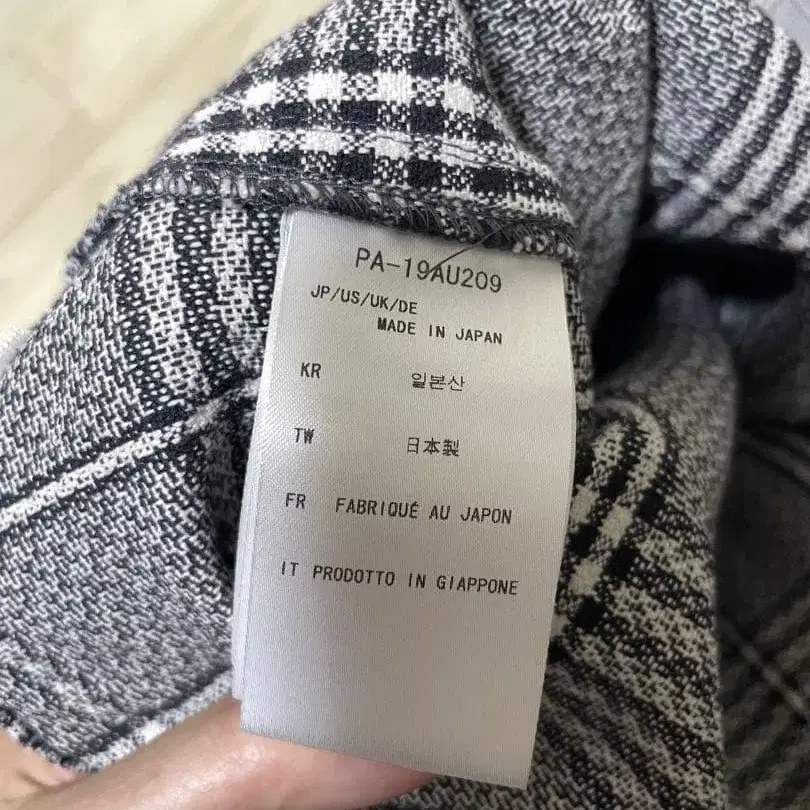 PA-19AU209
JP/US/UK/DE
MADE IN JAPAN
KR 일본산
TW 日本製
FR FABRIQUÉ AU JAPON
IT PRODOTTO IN GIAPPONE